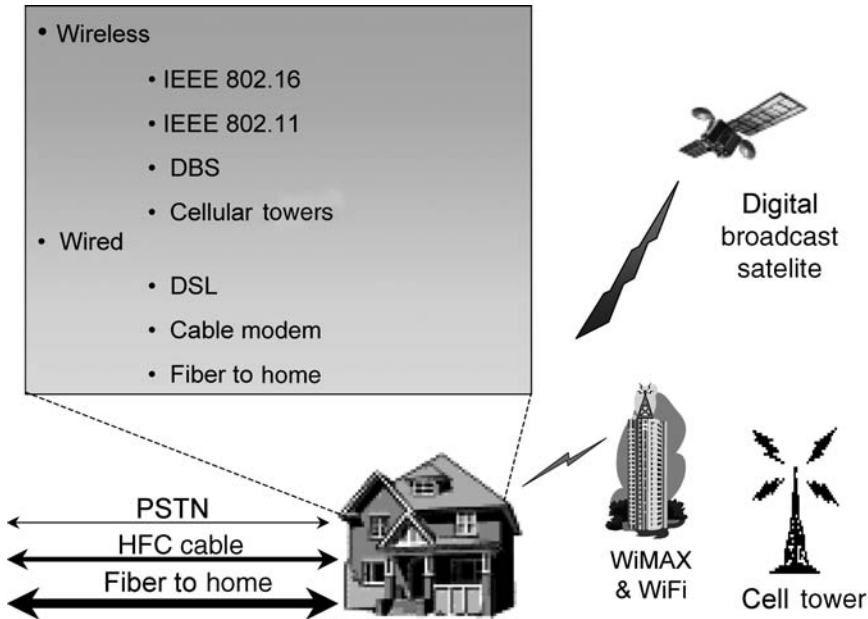 • Wireless
• IEEE 802.16
• IEEE 802.11
• DBS
• Cellular towers
• Wired
• DSL
• Cable modem
• Fiber to home
Digital
broadcast
satelite
PSTN
HFC cable
Fiber to home
WiMAX
& WiFi
Cell tower